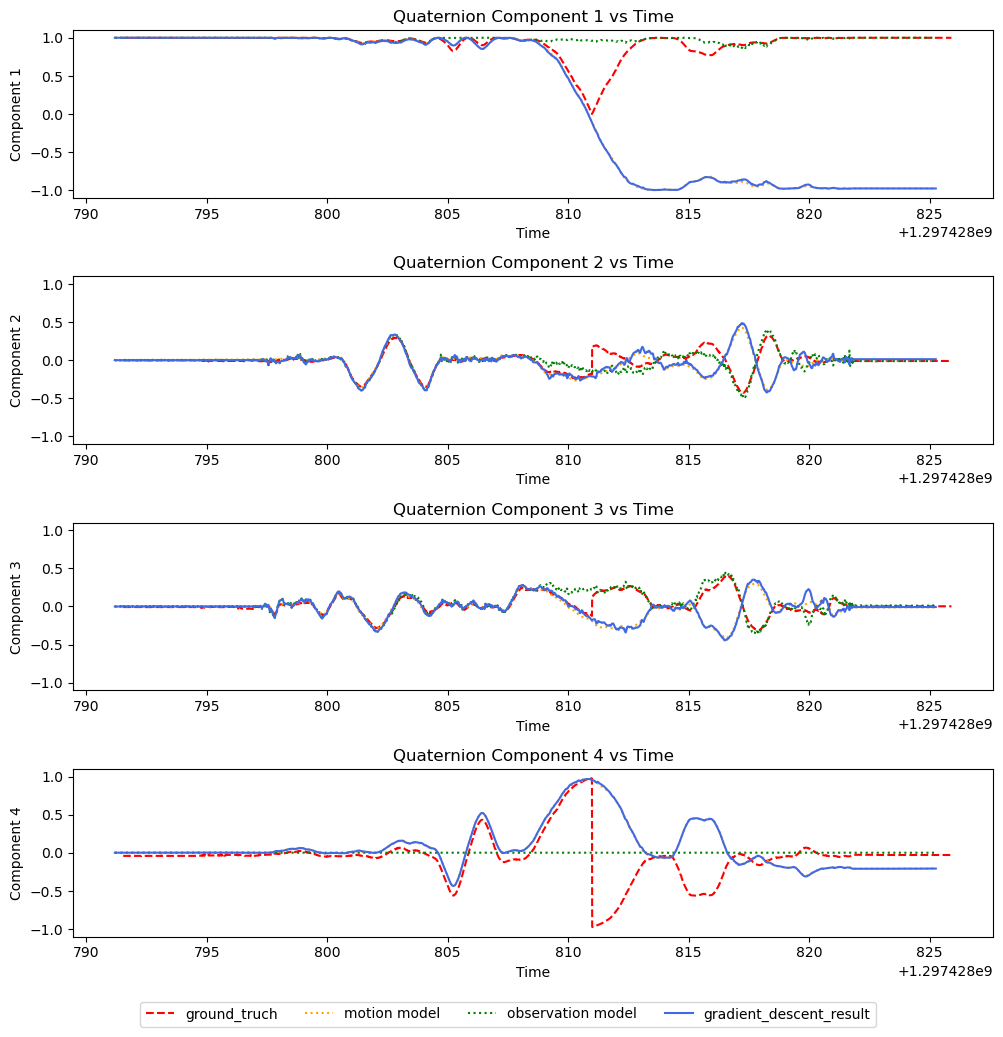 Quaternion Component 1 vs Time
1.0
0.5
0.0
−0.5
−1.0
Component 1
790 795 800 805 810 815 820 825
Time
+1.297428e9
Quaternion Component 2 vs Time
1.0
0.5
0.0
−0.5
−1.0
Component 2
790 795 800 805 810 815 820 825
Time
+1.297428e9
Quaternion Component 3 vs Time
1.0
0.5
0.0
−0.5
−1.0
Component 3
790 795 800 805 810 815 820 825
Time
+1.297428e9
Quaternion Component 4 vs Time
1.0
0.5
0.0
−0.5
−1.0
Component 4
790 795 800 805 810 815 820 825
Time
+1.297428e9
ground_truch motion model observation model gradient_descent_result